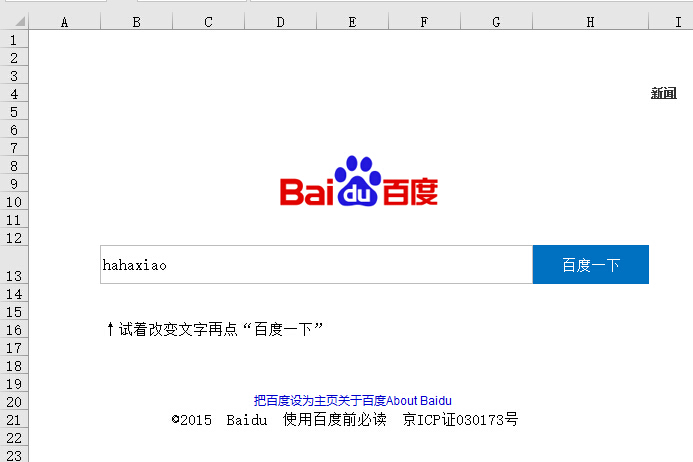 A B C D E F G H I
1
2
3
4 新闻
5
6
7
8
9
Bai du 百度
10
11
12
13 hahaxiao 百度一下
14
15
16 ↑试着改变文字再点“百度一下”
17
18
19
20 把百度设为主页关于百度About Baidu
21 ©2015 Baidu 使用百度前必读 京ICP证030173号
22
23